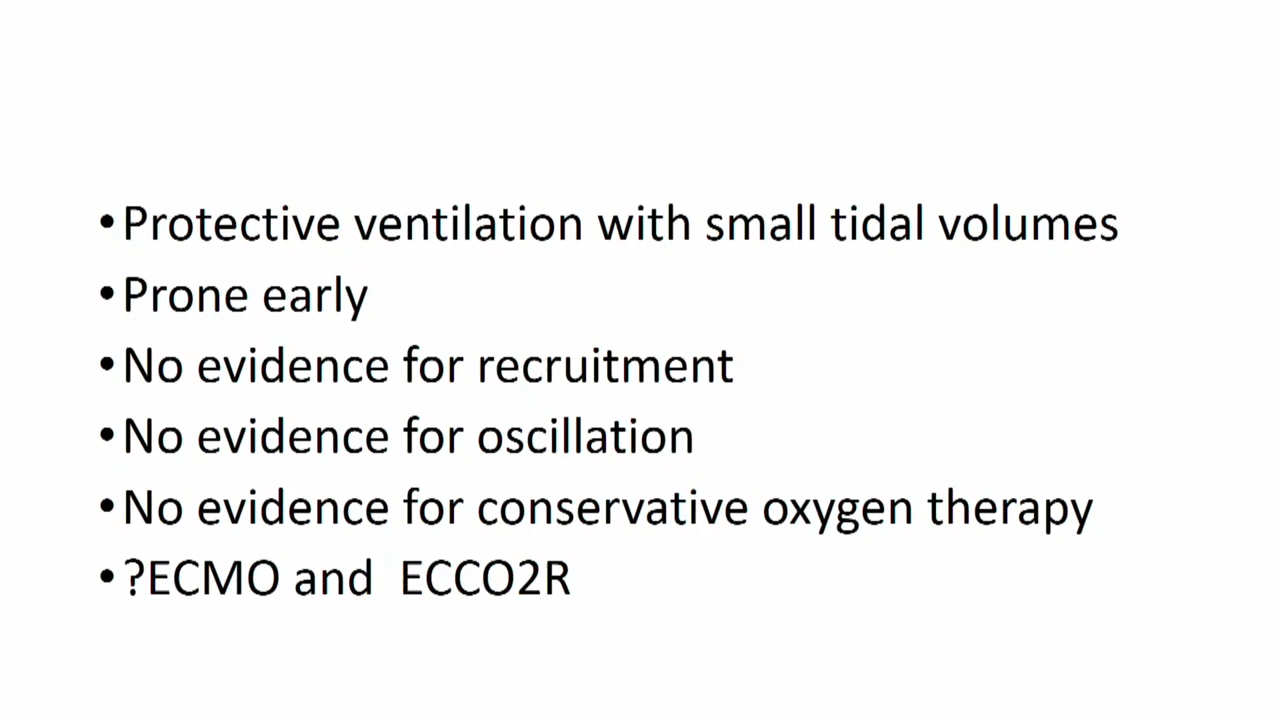 •Protective ventilation with small tidal volumes
•Prone early
•No evidence for recruitment
•No evidence for oscillation
•No evidence for conservative oxygen therapy
•?ECMO and  ECCO2R